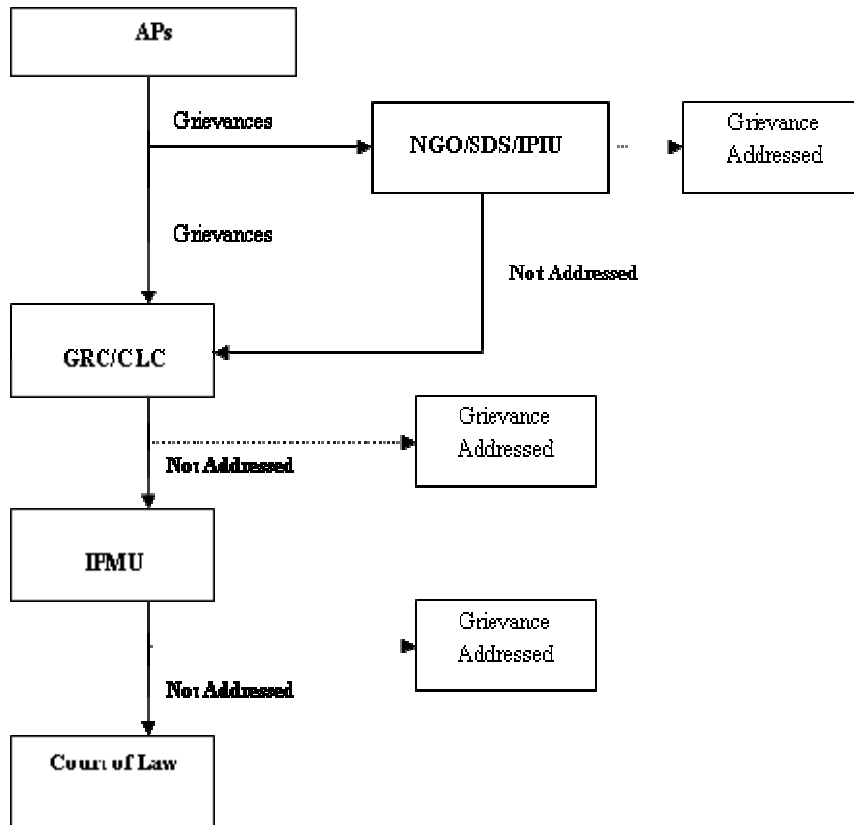 APs
Grievances
NGO/SDS/IPIU
Grievance
Addressed
Grievances
Not Addressed
GRC/CLC
Grievance
Addressed
Not Addressed
IPMU
Grievance
Addressed
Not Addressed
Court of Law